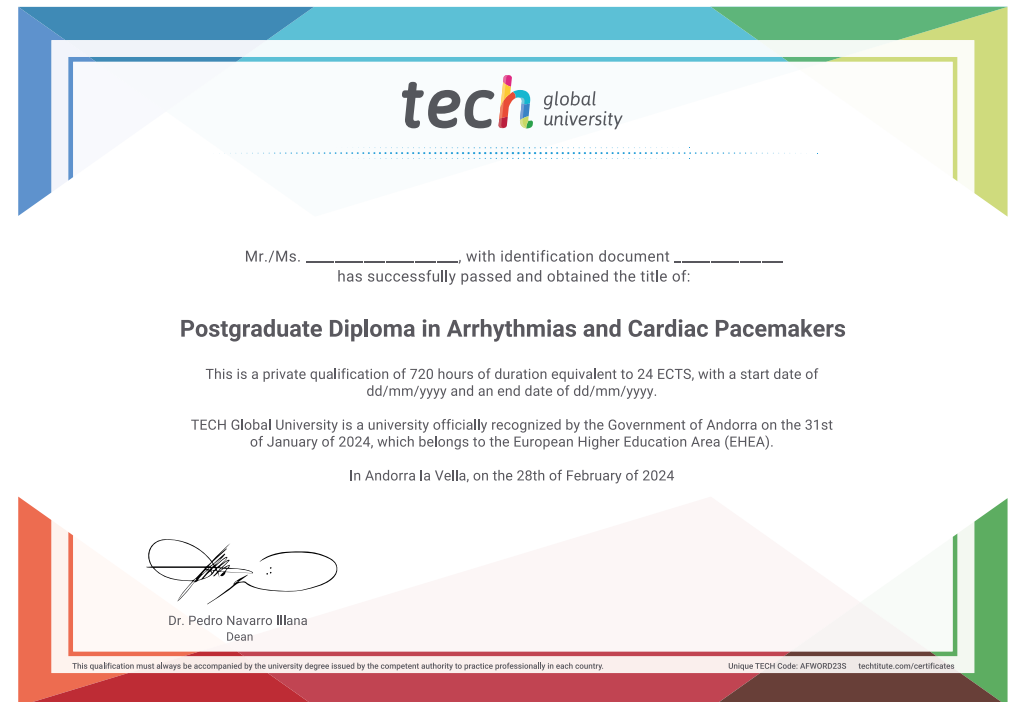 tech global
university
Mr./Ms. __________________, with identification document _____________
has successfully passed and obtained the title of:
Postgraduate Diploma in Arrhythmias and Cardiac Pacemakers
This is a private qualification of 720 hours of duration equivalent to 24 ECTS, with a start date of
dd/mm/yyyy and an end date of dd/mm/yyyy.
TECH Global University is a university officially recognized by the Government of Andorra on the 31st
of January of 2024, which belongs to the European Higher Education Area (EHEA).
In Andorra la Vella, on the 28th of February of 2024
Dr. Pedro Navarro Illana
Dean
This qualification must always be accompanied by the university degree issued by the competent authority to practice professionally in each country. Unique TECH Code: AFWORD23S techtitute.com/certificates